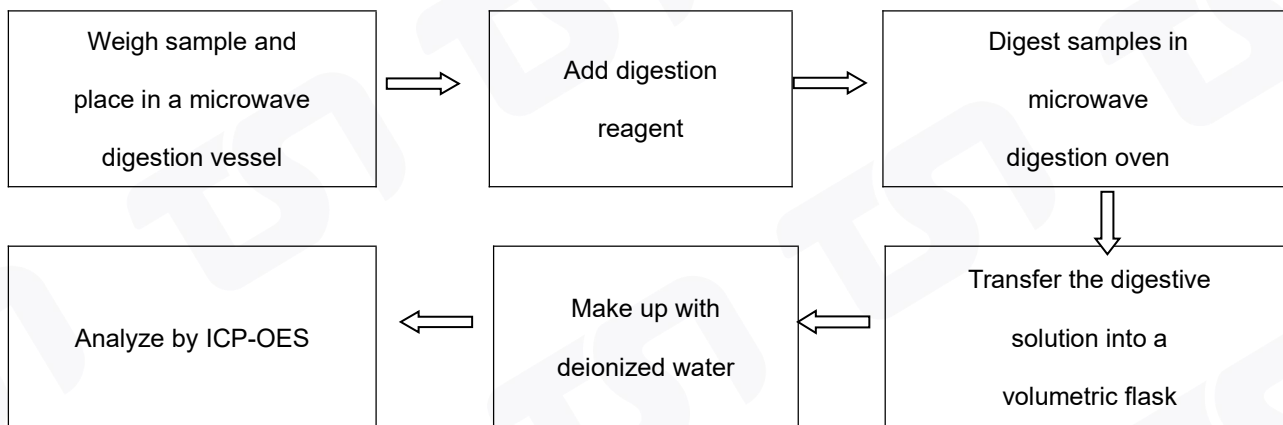 Weigh sample and
place in a microwave
digestion vessel
Add digestion
reagent
Digest samples in
microwave
digestion oven
Transfer the digestive
solution into a
volumetric flask
Make up with
deionized water
Analyze by ICP-OES